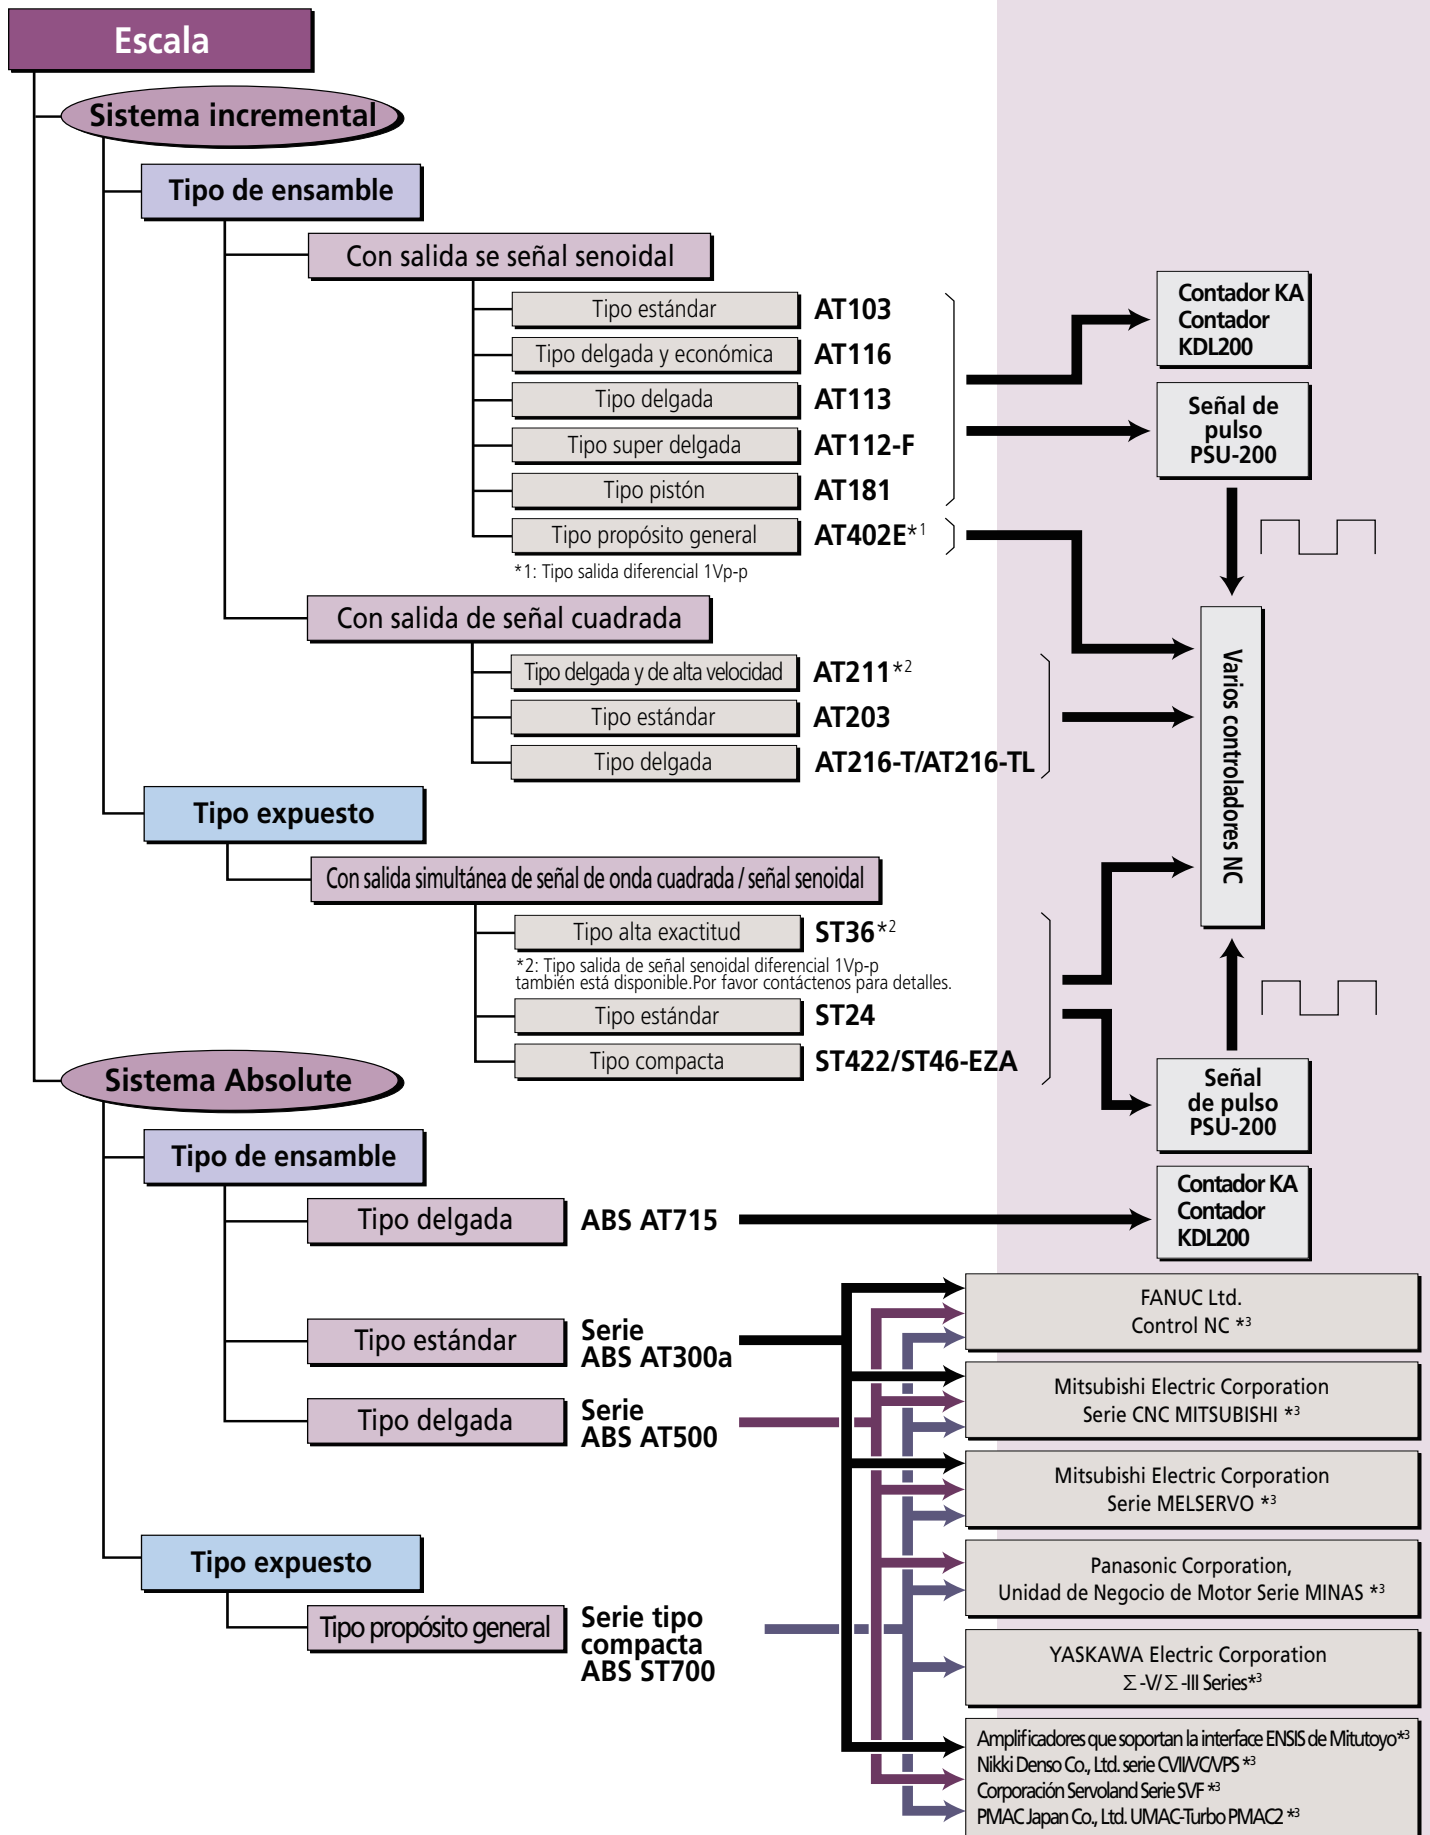 Escala
Sistema incremental
Tipo de ensamble
Con salida se señal senoidal
Tipo estándar AT103
Tipo delgada y económica AT116
Tipo delgada AT113
Tipo super delgada AT112-F
Tipo pistón AT181
Tipo propósito general AT402E*1
*1: Tipo salida diferencial 1Vp-p
Contador KA
Contador
KDL200
Señal de
pulso
PSU-200
Con salida de señal cuadrada
Tipo delgada y de alta velocidad AT211*2
Tipo estándar AT203
Tipo delgada AT216-T/AT216-TL
Varios controladores NC
Tipo expuesto
Con salida simultánea de señal de onda cuadrada / señal senoidal
Tipo alta exactitud ST36*2
*2: Tipo salida de señal senoidal diferencial 1Vp-p
también está disponible.Por favor contáctenos para detalles.
Tipo estándar ST24
Tipo compacta ST422/ST46-EZA
Señal
de pulso
PSU-200
Sistema Absolute
Tipo de ensamble
Tipo delgada ABS AT715
Contador KA
Contador
KDL200
Tipo estándar
Serie
ABS AT300a
Tipo delgada
Serie
ABS AT500
Tipo expuesto
Tipo propósito general
Serie tipo
compacta
ABS ST700
FANUC Ltd.
Control NC *3
Mitsubishi Electric Corporation
Serie CNC MITSUBISHI *3
Mitsubishi Electric Corporation
Serie MELSERVO *3
Panasonic Corporation,
Unidad de Negocio de Motor Serie MINAS *3
YASKAWA Electric Corporation
Σ-V/Σ-III Series*3
Amplificadores que soportan la interface ENSIS de Mitutoyo*3
Nikki Denso Co., Ltd. serie CVII/VC/VPS *3
Corporación Servoland Serie SVF *3
PMAC Japan Co., Ltd. UMAC-Turbo PMAC2 *3